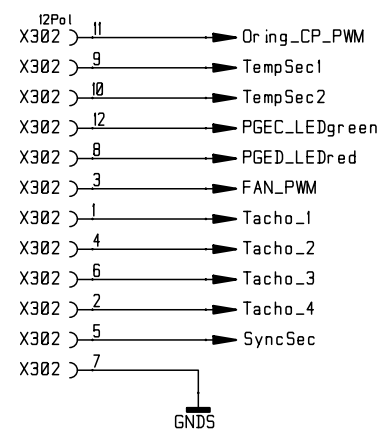 12Pol
X302 11 Oring_CP_PWM
X302 9 TempSec1
X302 10 TempSec2
X302 12 PGEC_LEDgreen
X302 8 PGED_LEDred
X302 3 FAN_PWM
X302 1 Tacho_1
X302 4 Tacho_2
X302 6 Tacho_3
X302 2 Tacho_4
X302 5 SyncSec
X302 7
GNDS